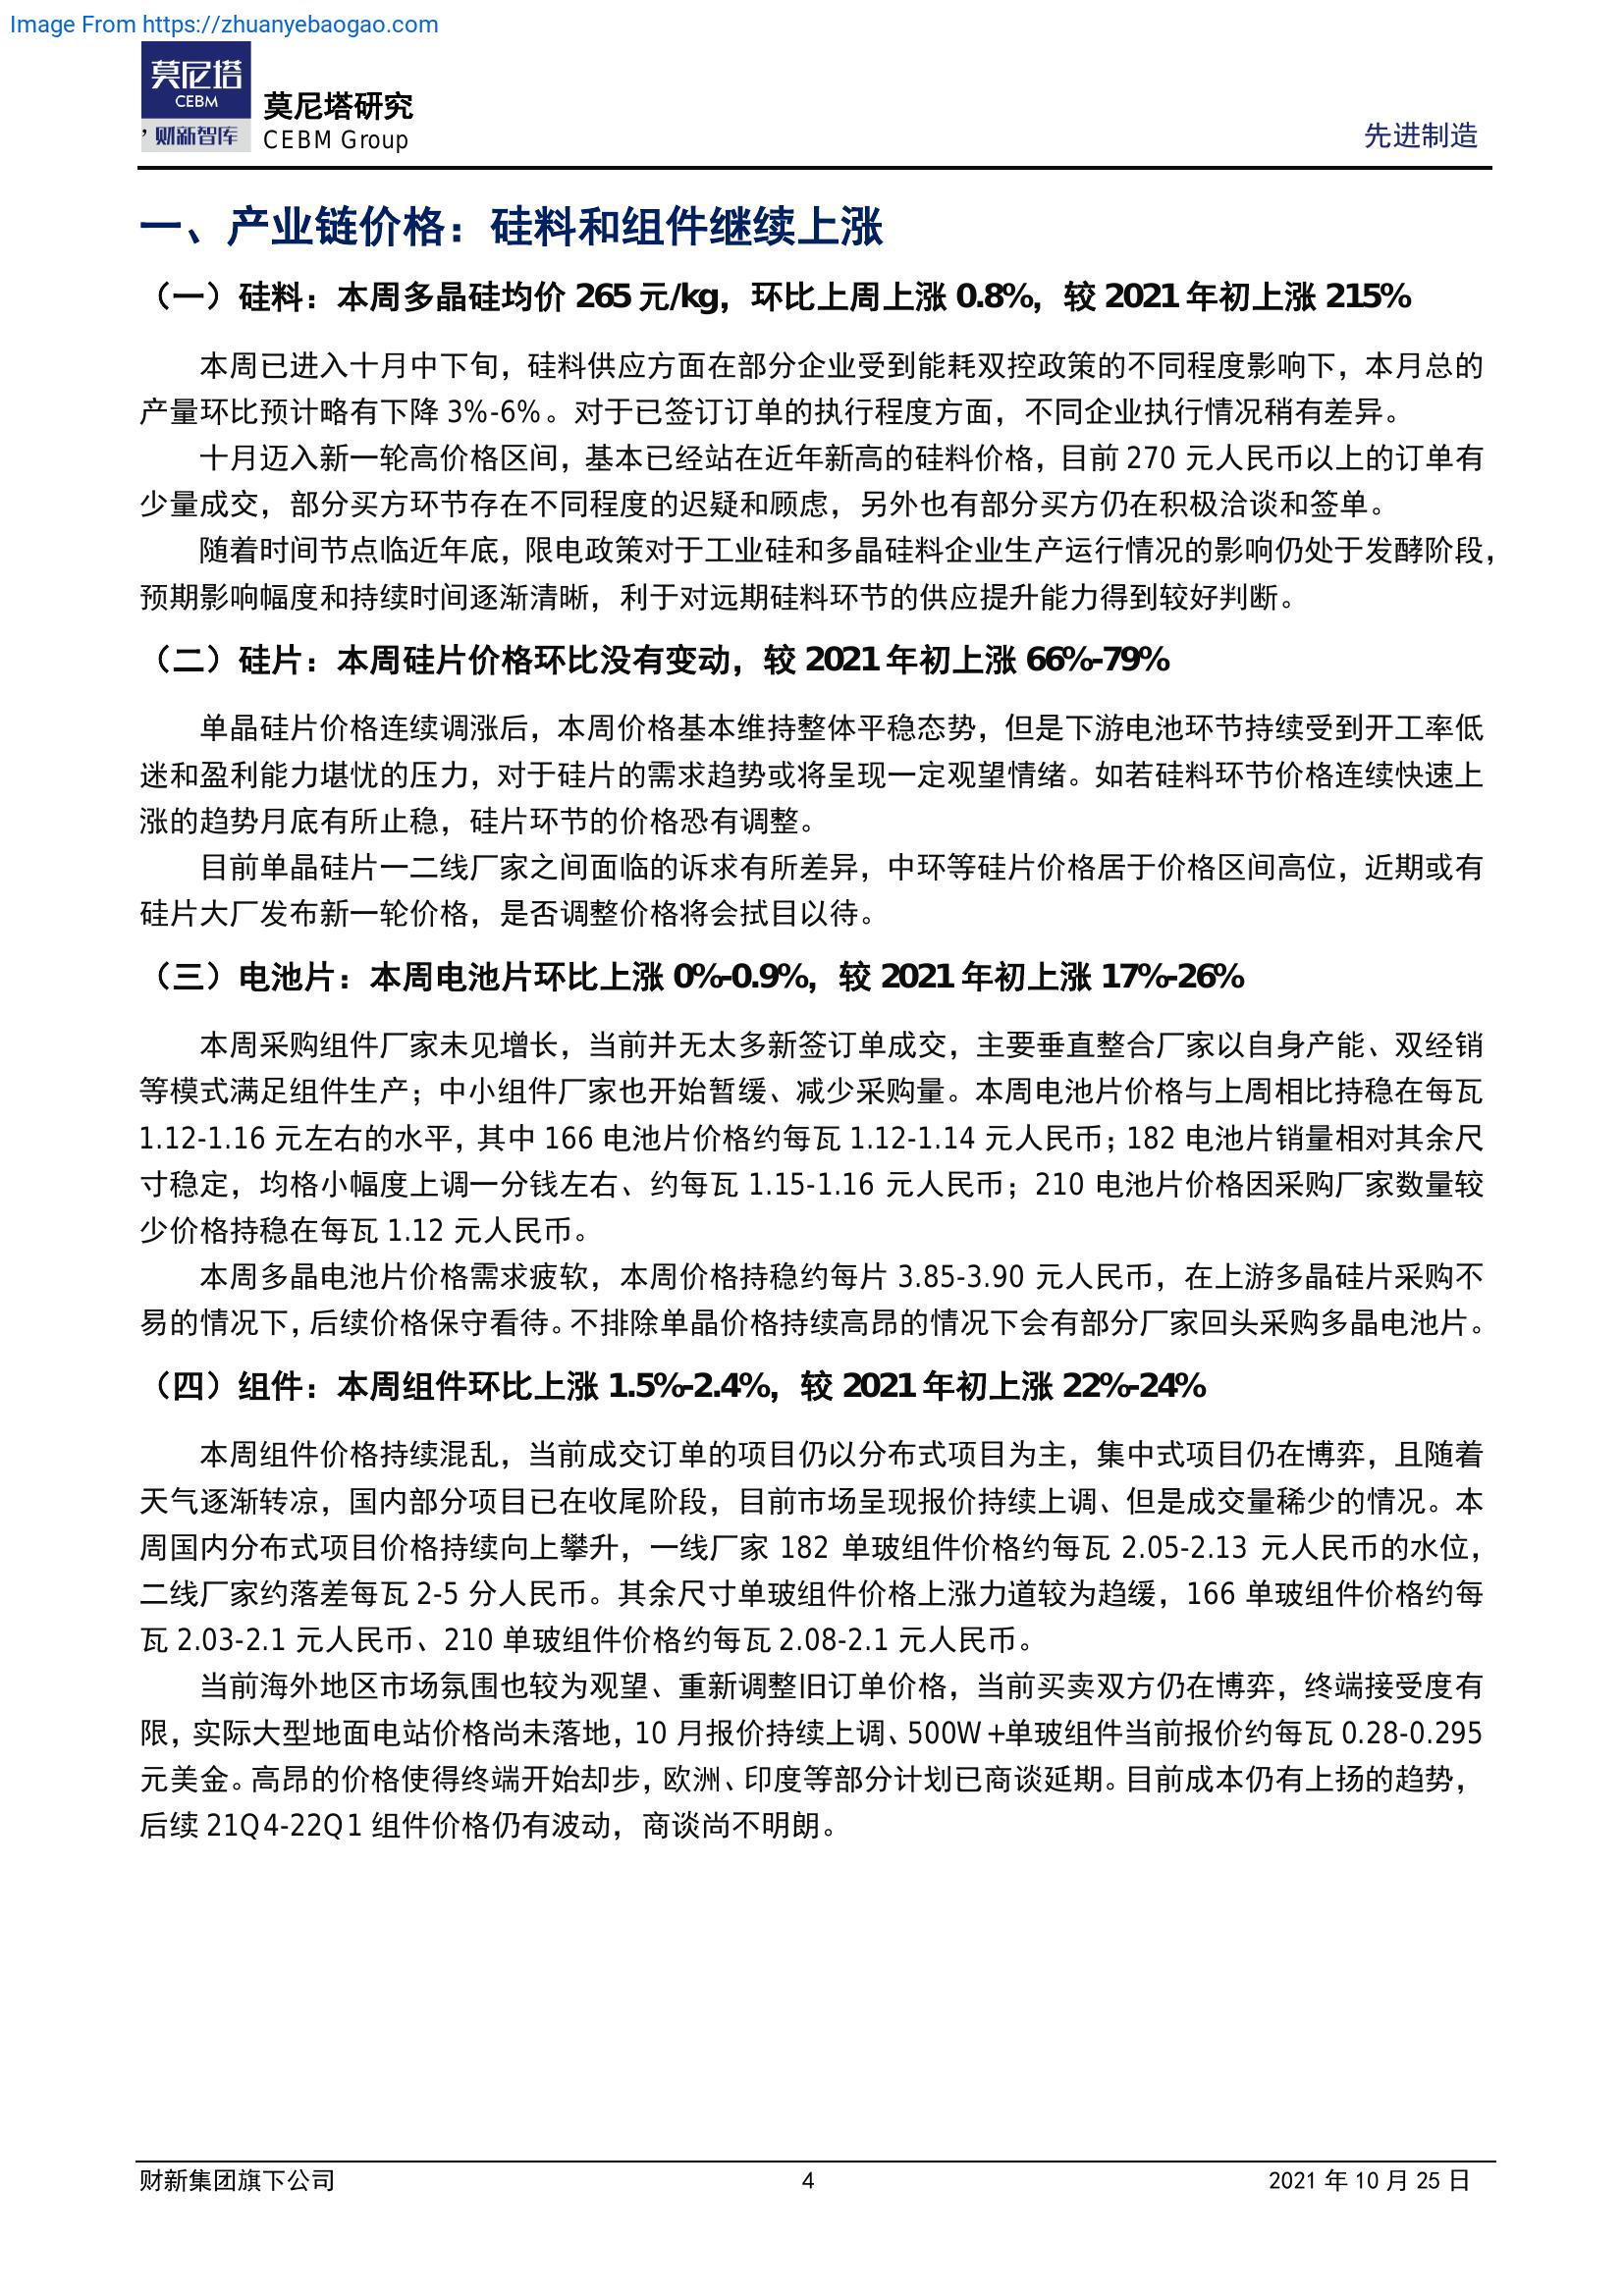 Image From https://zhuanyebaogao.com
莫尼塔
CEBM
财新智库
莫尼塔研究
CEBM Group
先进制造
一、产业链价格：硅料和组件继续上涨
（一）硅料：本周多晶硅均价 265 元/kg，环比上周上涨 0.8%，较 2021 年初上涨 215%
本周已进入十月中下旬，硅料供应方面在部分企业受到能耗双控政策的不同程度影响下，本月总的
产量环比预计略有下降 3%-6%。对于已签订订单的执行程度方面，不同企业执行情况稍有差异。
十月迈入新一轮高价格区间，基本已经站在近年新高的硅料价格，目前 270 元人民币以上的订单有
少量成交，部分买方环节存在不同程度的迟疑和顾虑，另外也有部分买方仍在积极洽谈和签单。
随着时间节点临近年底，限电政策对于工业硅和多晶硅料企业生产运行情况的影响仍处于发酵阶段，
预期影响幅度和持续时间逐渐清晰，利于对远期硅料环节的供应提升能力得到较好判断。
（二）硅片：本周硅片价格环比没有变动，较 2021 年初上涨 66%-79%
单晶硅片价格连续调涨后，本周价格基本维持整体平稳态势，但是下游电池环节持续受到开工率低
迷和盈利能力堪忧的压力，对于硅片的需求趋势或将呈现一定观望情绪。如若硅料环节价格连续快速上
涨的趋势月底有所止稳，硅片环节的价格恐有调整。
目前单晶硅片一二线厂家之间面临的诉求有所差异，中环等硅片价格居于价格区间高位，近期或有
硅片大厂发布新一轮价格，是否调整价格将会拭目以待。
（三）电池片：本周电池片环比上涨 0%-0.9%，较 2021 年初上涨 17%-26%
本周采购组件厂家未见增长，当前并无太多新签订单成交，主要垂直整合厂家以自身产能、双经销
等模式满足组件生产；中小组件厂家也开始暂缓、减少采购量。本周电池片价格与上周相比持稳在每瓦
1.12-1.16 元左右的水平，其中 166 电池片价格约每瓦 1.12-1.14 元人民币；182 电池片销量相对其余尺
寸稳定，均格小幅度上调一分钱左右、约每瓦 1.15-1.16 元人民币；210 电池片价格因采购厂家数量较
少价格持稳在每瓦 1.12 元人民币。
本周多晶电池片价格需求疲软，本周价格持稳约每片 3.85-3.90 元人民币，在上游多晶硅片采购不
易的情况下，后续价格保守看待。不排除单晶价格持续高昂的情况下会有部分厂家回头采购多晶电池片。
（四）组件：本周组件环比上涨 1.5%-2.4%，较 2021 年初上涨 22%-24%
本周组件价格持续混乱，当前成交订单的项目仍以分布式项目为主，集中式项目仍在博弈，且随着
天气逐渐转凉，国内部分项目已在收尾阶段，目前市场呈现报价持续上调、但是成交量稀少的情况。本
周国内分布式项目价格持续向上攀升，一线厂家 182 单玻组件价格约每瓦 2.05-2.13 元人民币的水位，
二线厂家约落差每瓦 2-5 分人民币。其余尺寸单玻组件价格上涨力道较为趋缓，166 单玻组件价格约每
瓦 2.03-2.1 元人民币、210 单玻组件价格约每瓦 2.08-2.1 元人民币。
当前海外地区市场氛围也较为观望、重新调整旧订单价格，当前买卖双方仍在博弈，终端接受度有
限，实际大型地面电站价格尚未落地，10 月报价持续上调、500W+单玻组件当前报价约每瓦 0.28-0.295
元美金。高昂的价格使得终端开始却步，欧洲、印度等部分计划已商谈延期。目前成本仍有上扬的趋势，
后续 21Q4-22Q1 组件价格仍有波动，商谈尚不明朗。
财新集团旗下公司
4
2021 年 10 月 25 日